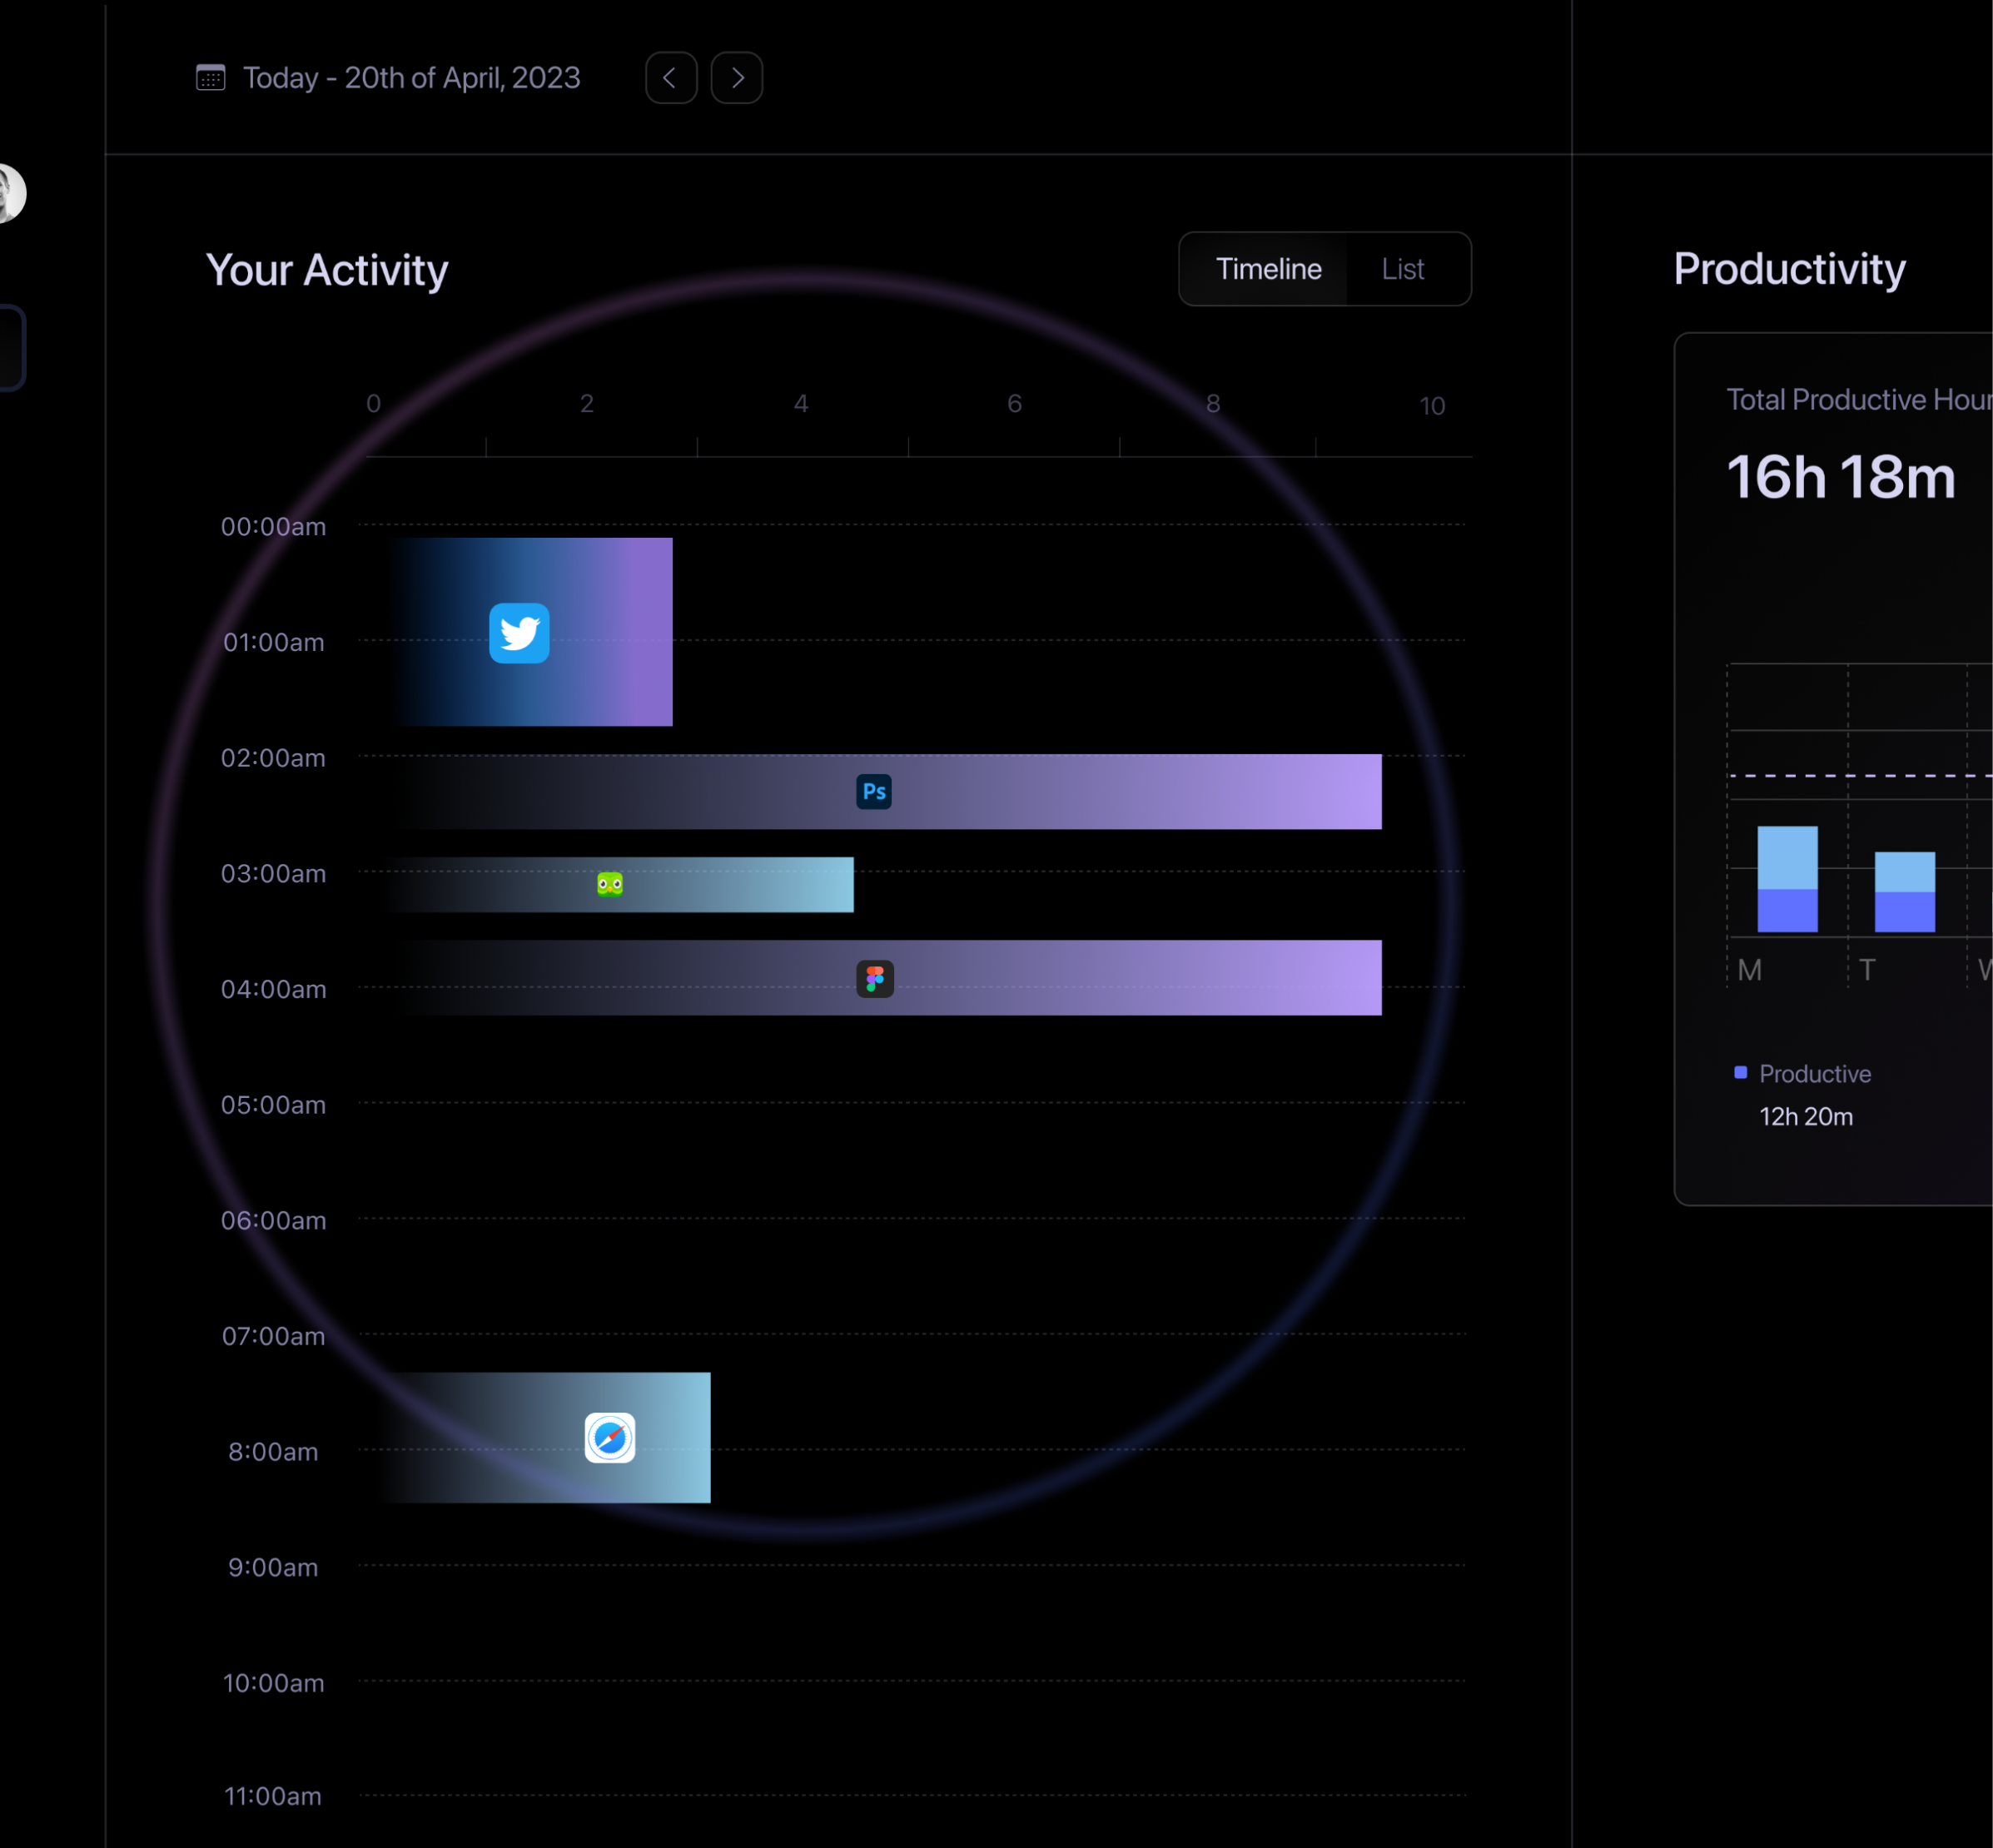 Today - 20th of April, 2023
Your Activity
Timeline
List
0
2
4
6
8
10
00:00am
01:00am
02:00am
Ps
03:00am
04:00am
05:00am
06:00am
07:00am
8:00am
9:00am
10:00am
11:00am
Productivity
Total Productive
16h 18m
M
T
Productive
12h 20m